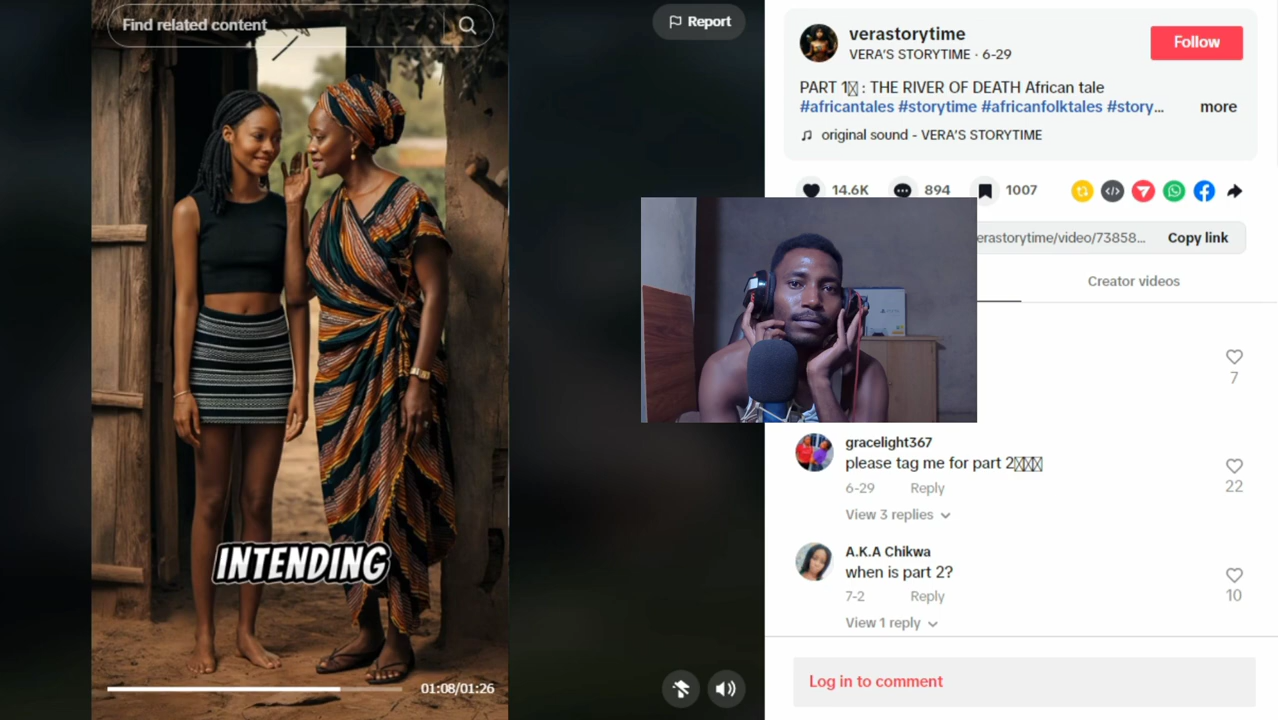 Find related content
Report
INTENDING
01:08/01:26
verastorytime
VERA'S STORYTIME · 6-29
Follow
PART 1 : THE RIVER OF DEATH African tale
#africantales #storytime #africanfolktales #story...
more
original sound - VERA'S STORYTIME
14.6K
894
1007
erastorytime/video/73858...
Copy link
Creator videos
7
gracelight367
please tag me for part 2
6-29
Reply
22
View 3 replies
A.K.A Chikwa
when is part 2?
7-2
Reply
10
View 1 reply
Log in to comment